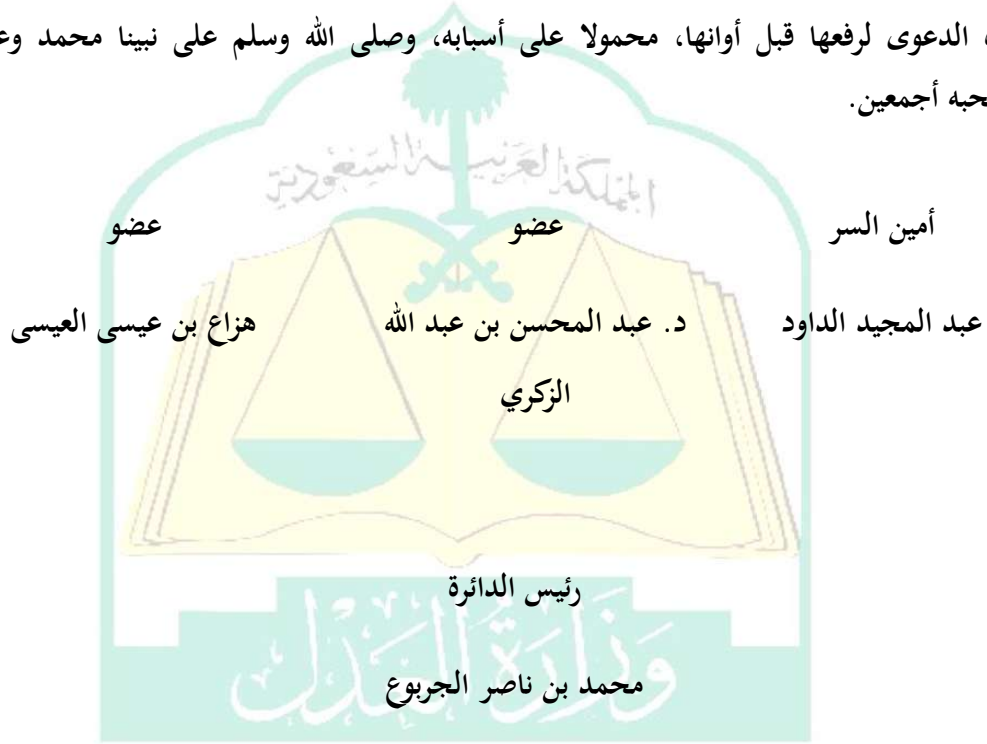 الدعوى لرفعها قبل أوانها، محمولا على أسبابه، وصلى الله وسلم على نبينا محمد
أجمعين.
المملكة العربية السعودية
أمين السر عضو عضو
عبد المجيد الداود د. عبد المحسن بن عبد الله هزاع بن عيسى العيسى
الزكري
رئيس الدائرة
وزارة العدل
محمد بن ناصر الجربوع